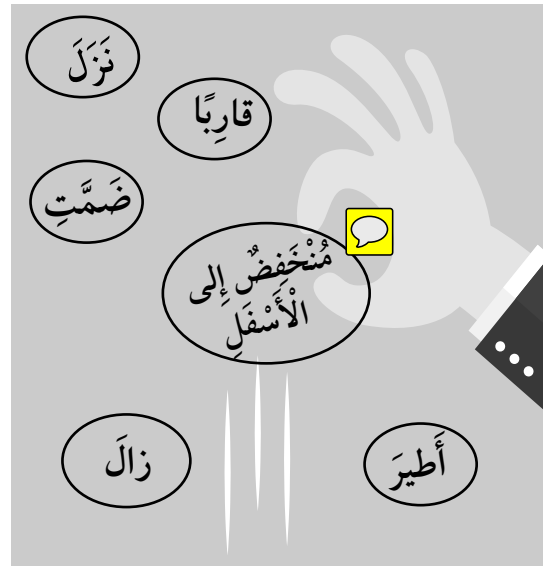 نَزَلَ
قارِبًا
ضَمَّتِ
مُنْخَفِضٌ إِلى
الْأَسْفَلِ
زالَ
أَطيرَ